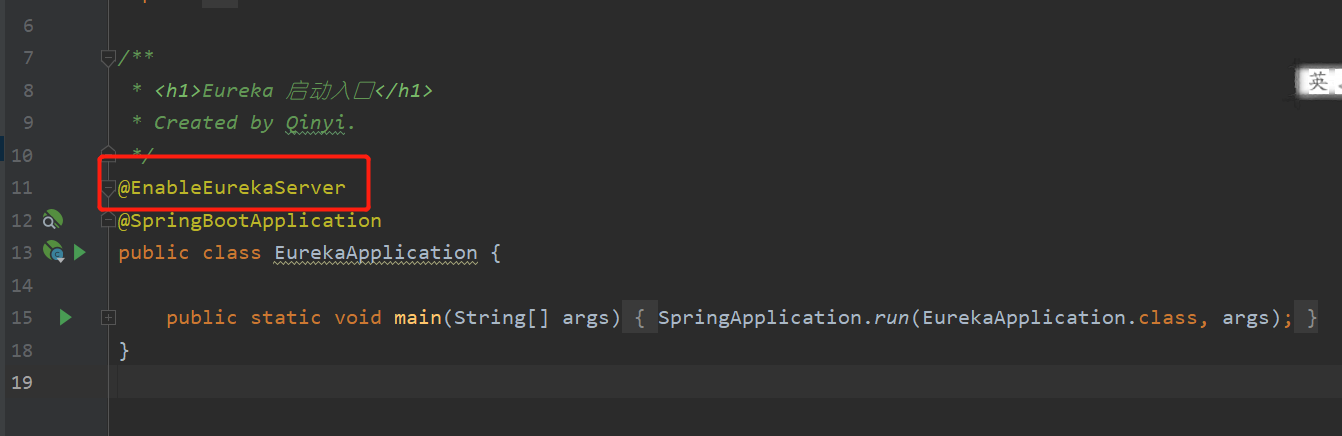 6
7 /**
8 * <h1>Eureka 启动入口</h1>
9 * Created by Qinyi.
10 */
11 @EnableEurekaServer
12 @SpringBootApplication
13 public class EurekaApplication {
14
15 public static void main(String[] args) { SpringApplication.run(EurekaApplication.class, args); }
18 }
19
英